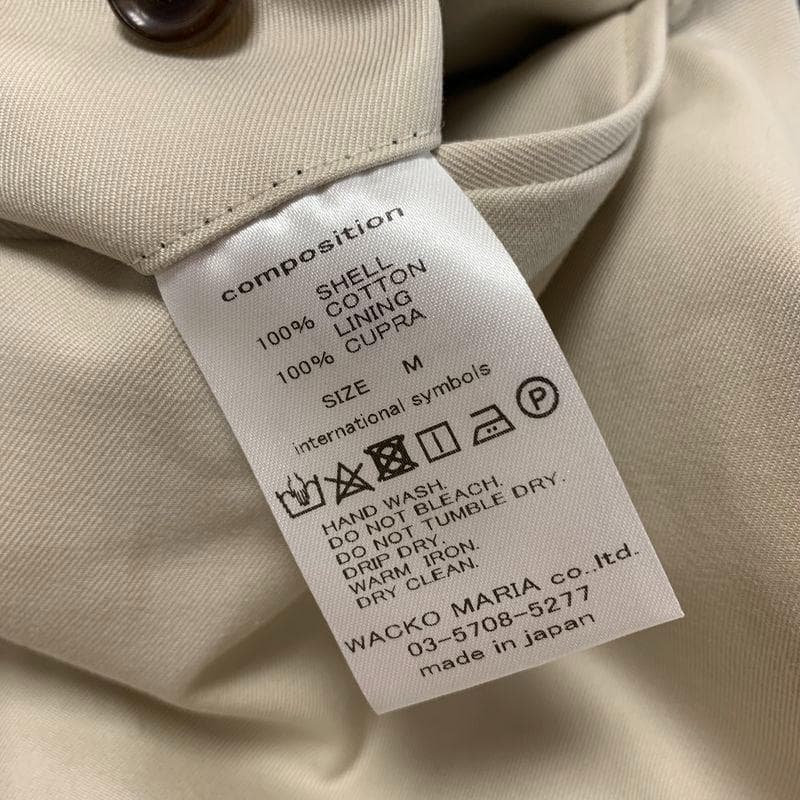 composition
SHELL
100% COTTON
LINING
100% CUPRA
SIZE M
international symbols
P
HAND WASH.
DO NOT BLEACH.
DO NOT TUMBLE DRY.
DRIP DRY.
WARM IRON.
DRY CLEAN.
WACKO MARIA co.,ltd.
03-5708-5277
made in japan